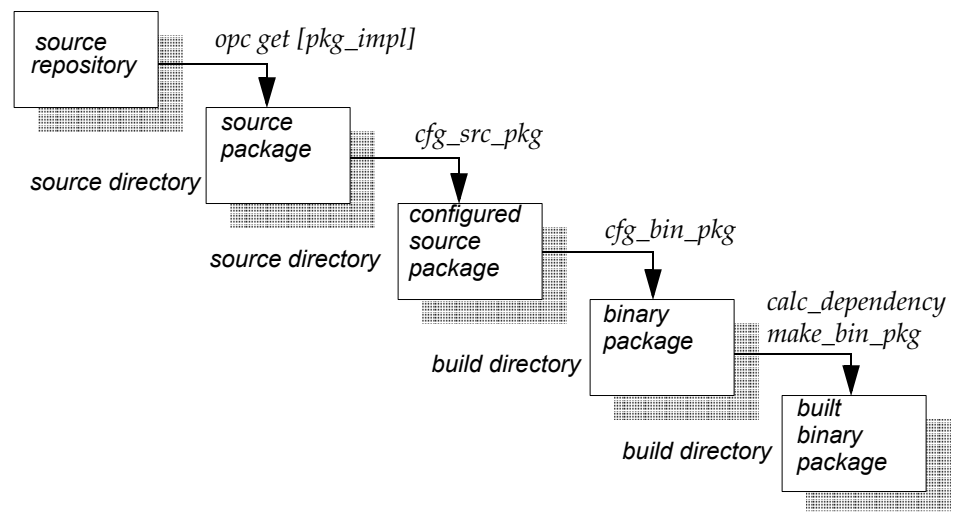 source
repository
opc get [pkg_impl]
source
package
source directory
cfg_src_pkg
configured
source
package
source directory
cfg_bin_pkg
binary
package
build directory
calc_dependency
make_bin_pkg
built
binary
package
build directory